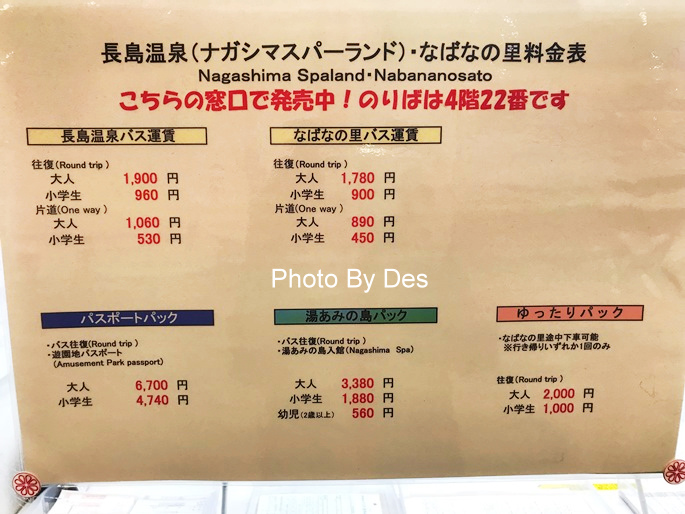 長島温泉(ナガシマスパーランド)・なばなの里料金表
Nagashima Spaland・Nabananosato
こちらの窓口で発売中！のりばは4階22番です
長島温泉バス運賃
往復(Round trip )
大人 1,900 円
小学生 960 円
片道(One way )
大人 1,060 円
小学生 530 円
なばなの里バス運賃
往復(Round trip )
大人 1,780 円
小学生 900 円
片道(One way )
大人 890 円
小学生 450 円
Photo By Des
パスポートパック
・バス往復(Round trip )
・遊園地パスポート
(Amusement Park passport)
大人 6,700 円
小学生 4,740 円
湯あみの島パック
・バス往復(Round trip )
・湯あみの島入館(Nagashima Spa)
大人 3,380 円
小学生 1,880 円
幼児(2歳以上) 560 円
ゆったりパック
・なばなの里途中下車可能
※行き帰りいずれか1回のみ
往復(Round trip )
大人 2,000 円
小学生 1,000 円